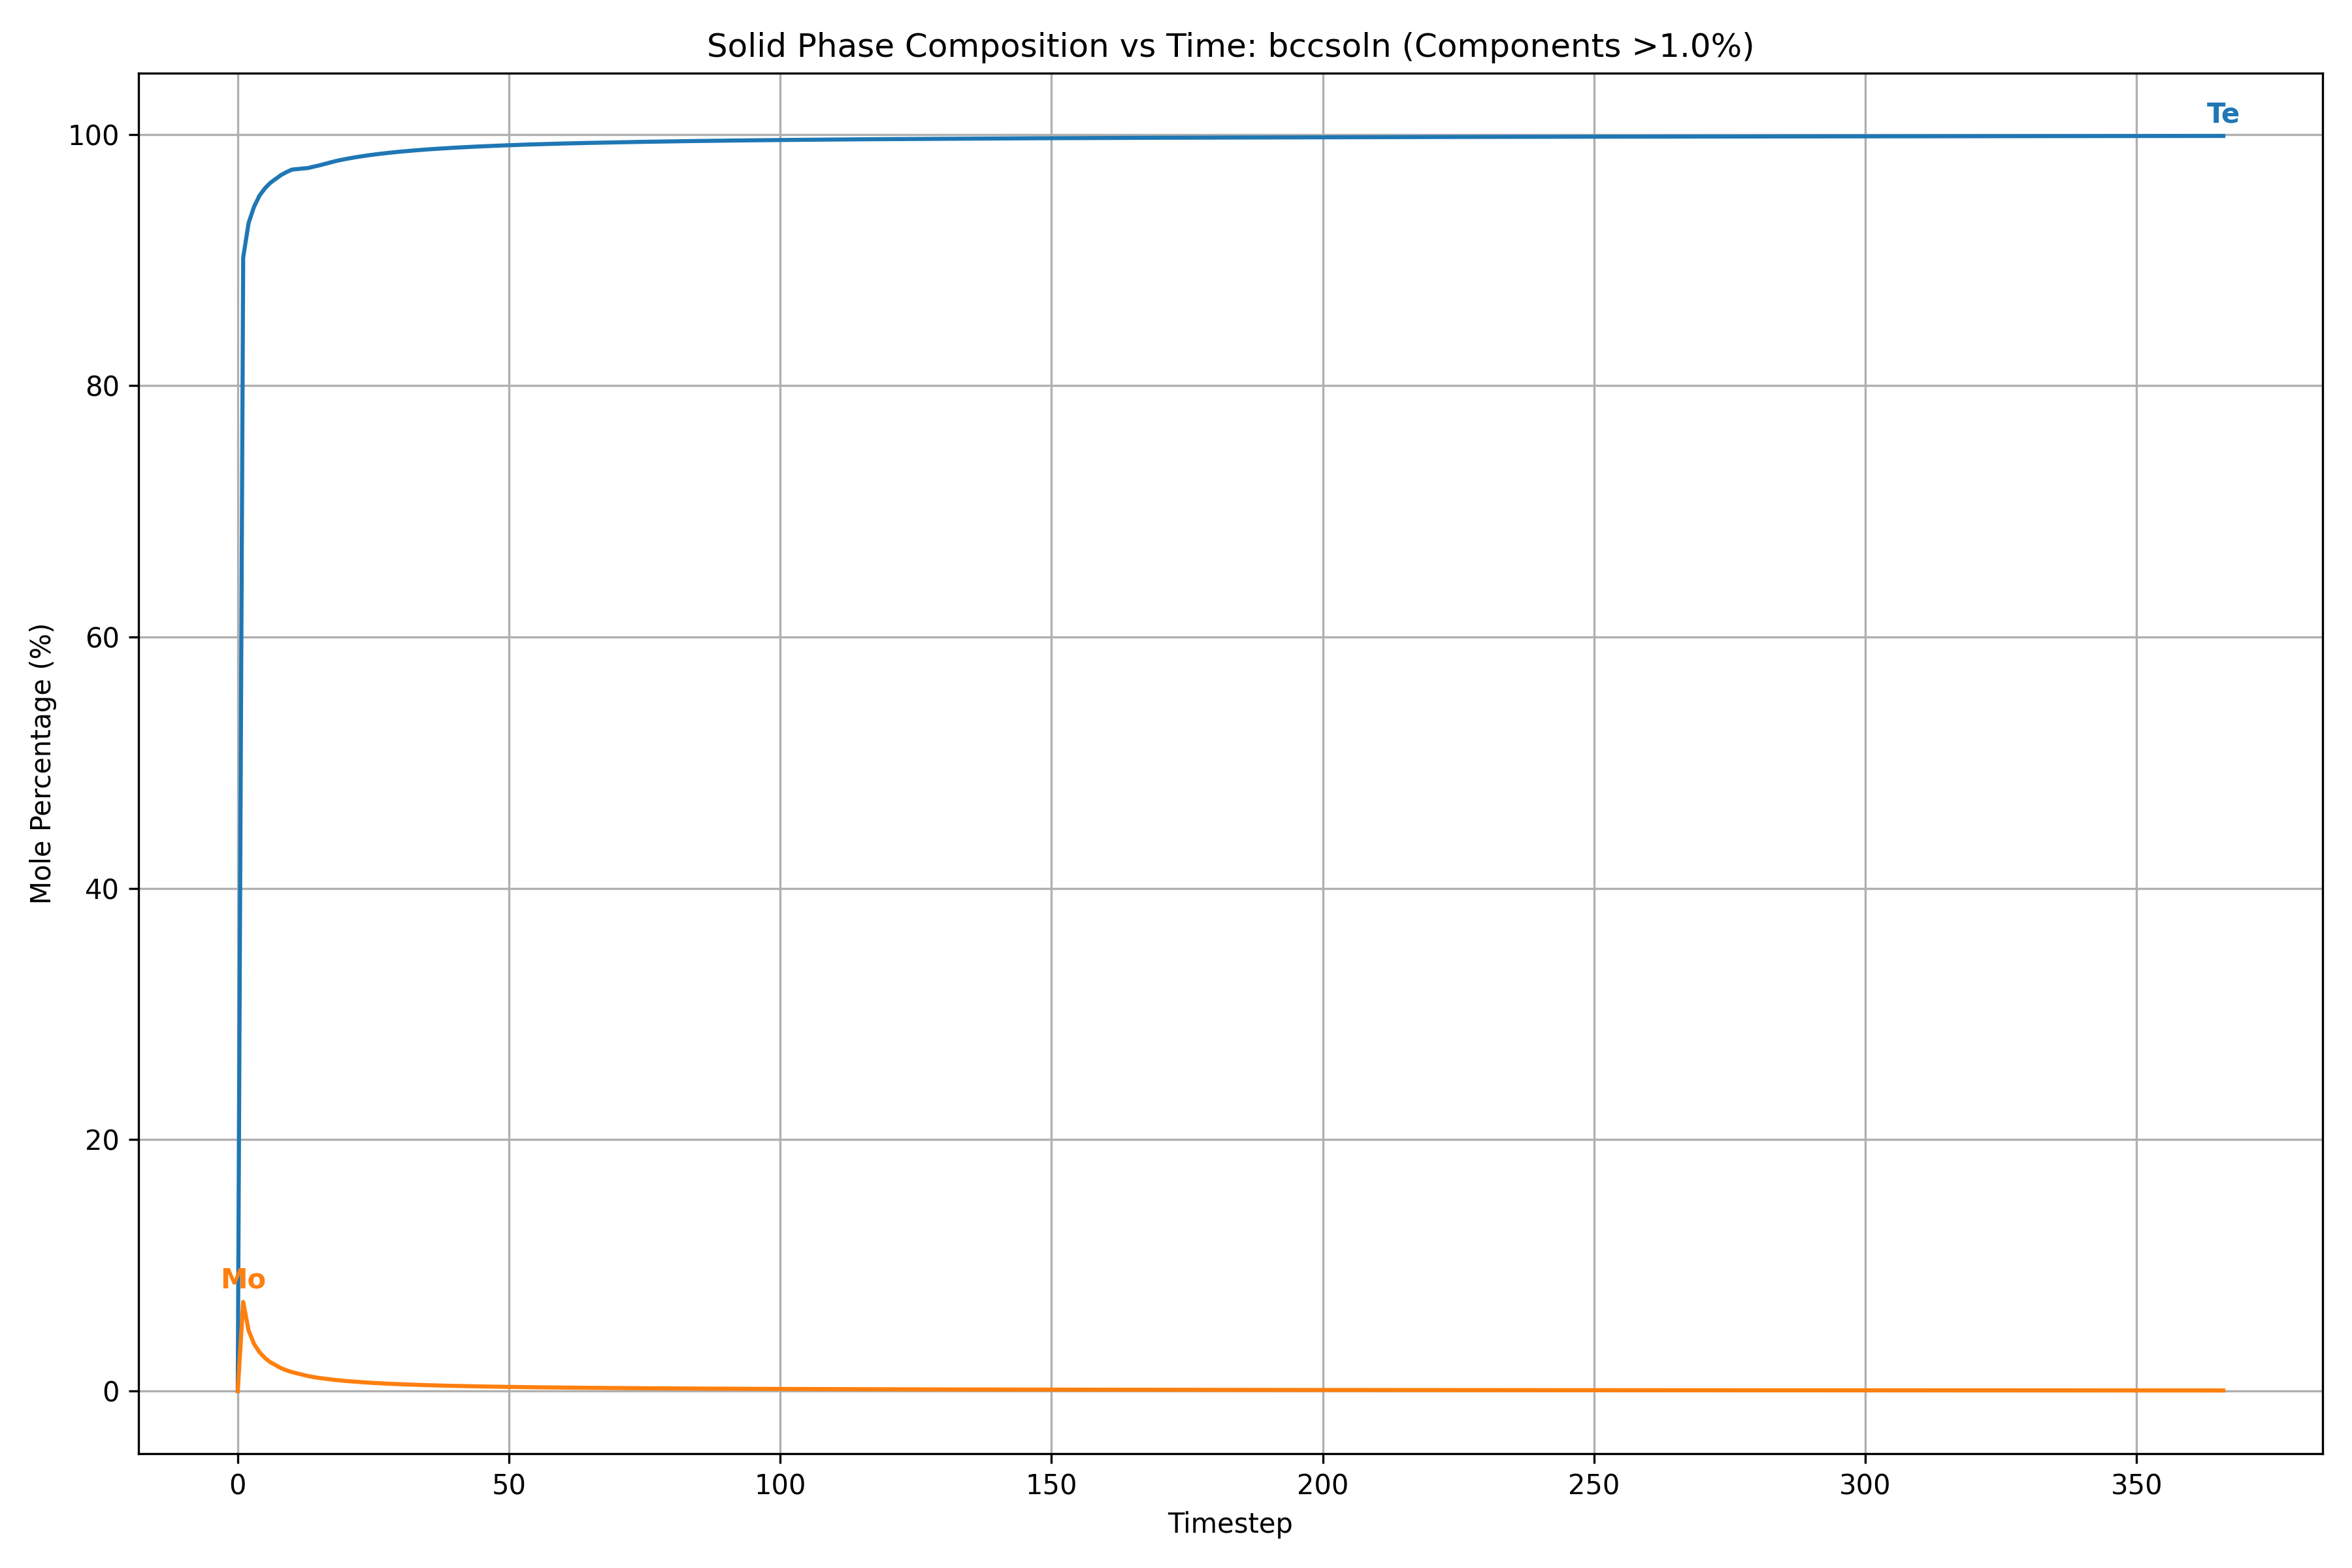 Solid Phase Composition vs Time: bccsoln (Components >1.0%)
Te
100
80
60
40
20
0
Mole Percentage (%)
Mo
0 50 100 150 200 250 300 350
Timestep